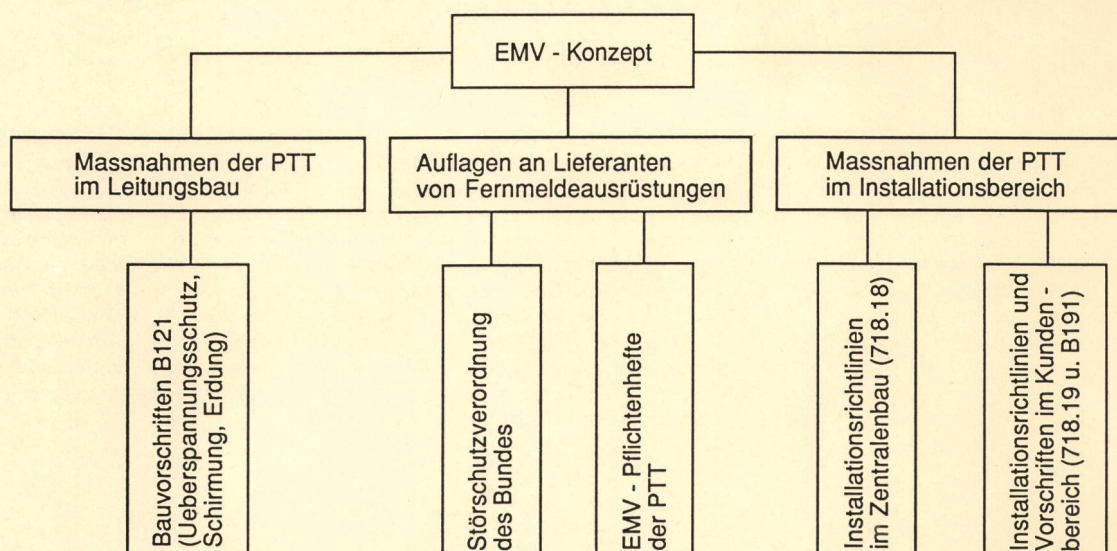 EMV - Konzept
Massnahmen der PTT
im Leitungsbau
Auflagen an Lieferanten
von Fernmeldeausrüstungen
Massnahmen der PTT
im Installationsbereich
Bauvorschriften B121
(Ueberspannungsschutz,
Schirmung, Erdung)
Störschutzverordnung
des Bundes
EMV - Pflichtenhefte
der PTT
Installationsrichtlinien
im Zentralenbau (718.18)
Installationsrichtlinien und
Vorschriften im Kunden -
bereich (718.19 u. B191)